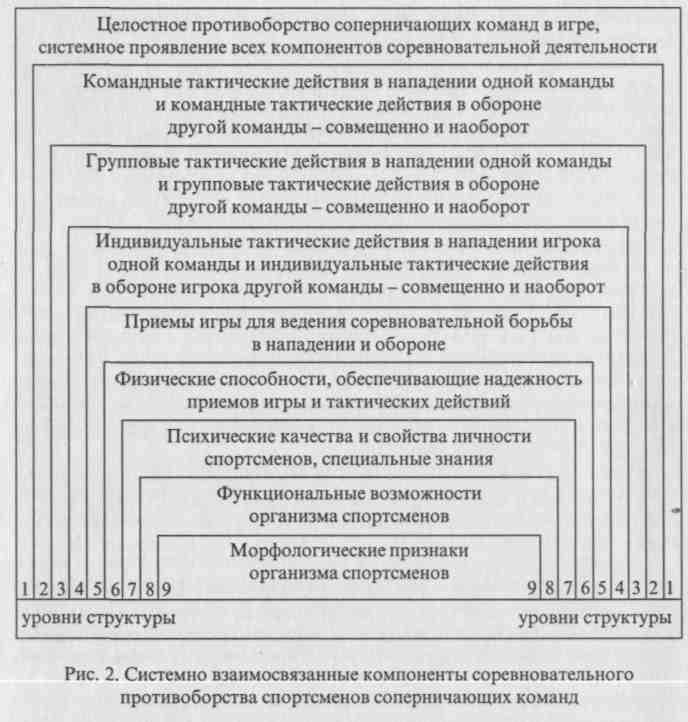 Целостное противоборство соперничающих команд в игре,
системное проявление всех компонентов соревновательной деятельности
Командные тактические действия в нападении одной команды
и командные тактические действия в обороне
другой команды – совмещенно и наоборот
Групповые тактические действия в нападении одной команды
и групповые тактические действия в обороне
другой команды – совмещенно и наоборот
Индивидуальные тактические действия в нападении игрока
одной команды и индивидуальные тактические действия
в обороне игрока другой команды – совмещенно и наоборот
Приемы игры для ведения соревновательной борьбы
в нападении и обороне
Физические способности, обеспечивающие надежность
приемов игры и тактических действий
Психические качества и свойства личности
спортсменов, специальные знания
Функциональные возможности
организма спортсменов
Морфологические признаки
организма спортсменов
1 2 3 4 5 6 7 8 9 9 8 7 6 5 4 3 2 1
уровни структуры уровни структуры
Рис. 2. Системно взаимосвязанные компоненты соревновательного
противоборства спортсменов соперничающих команд